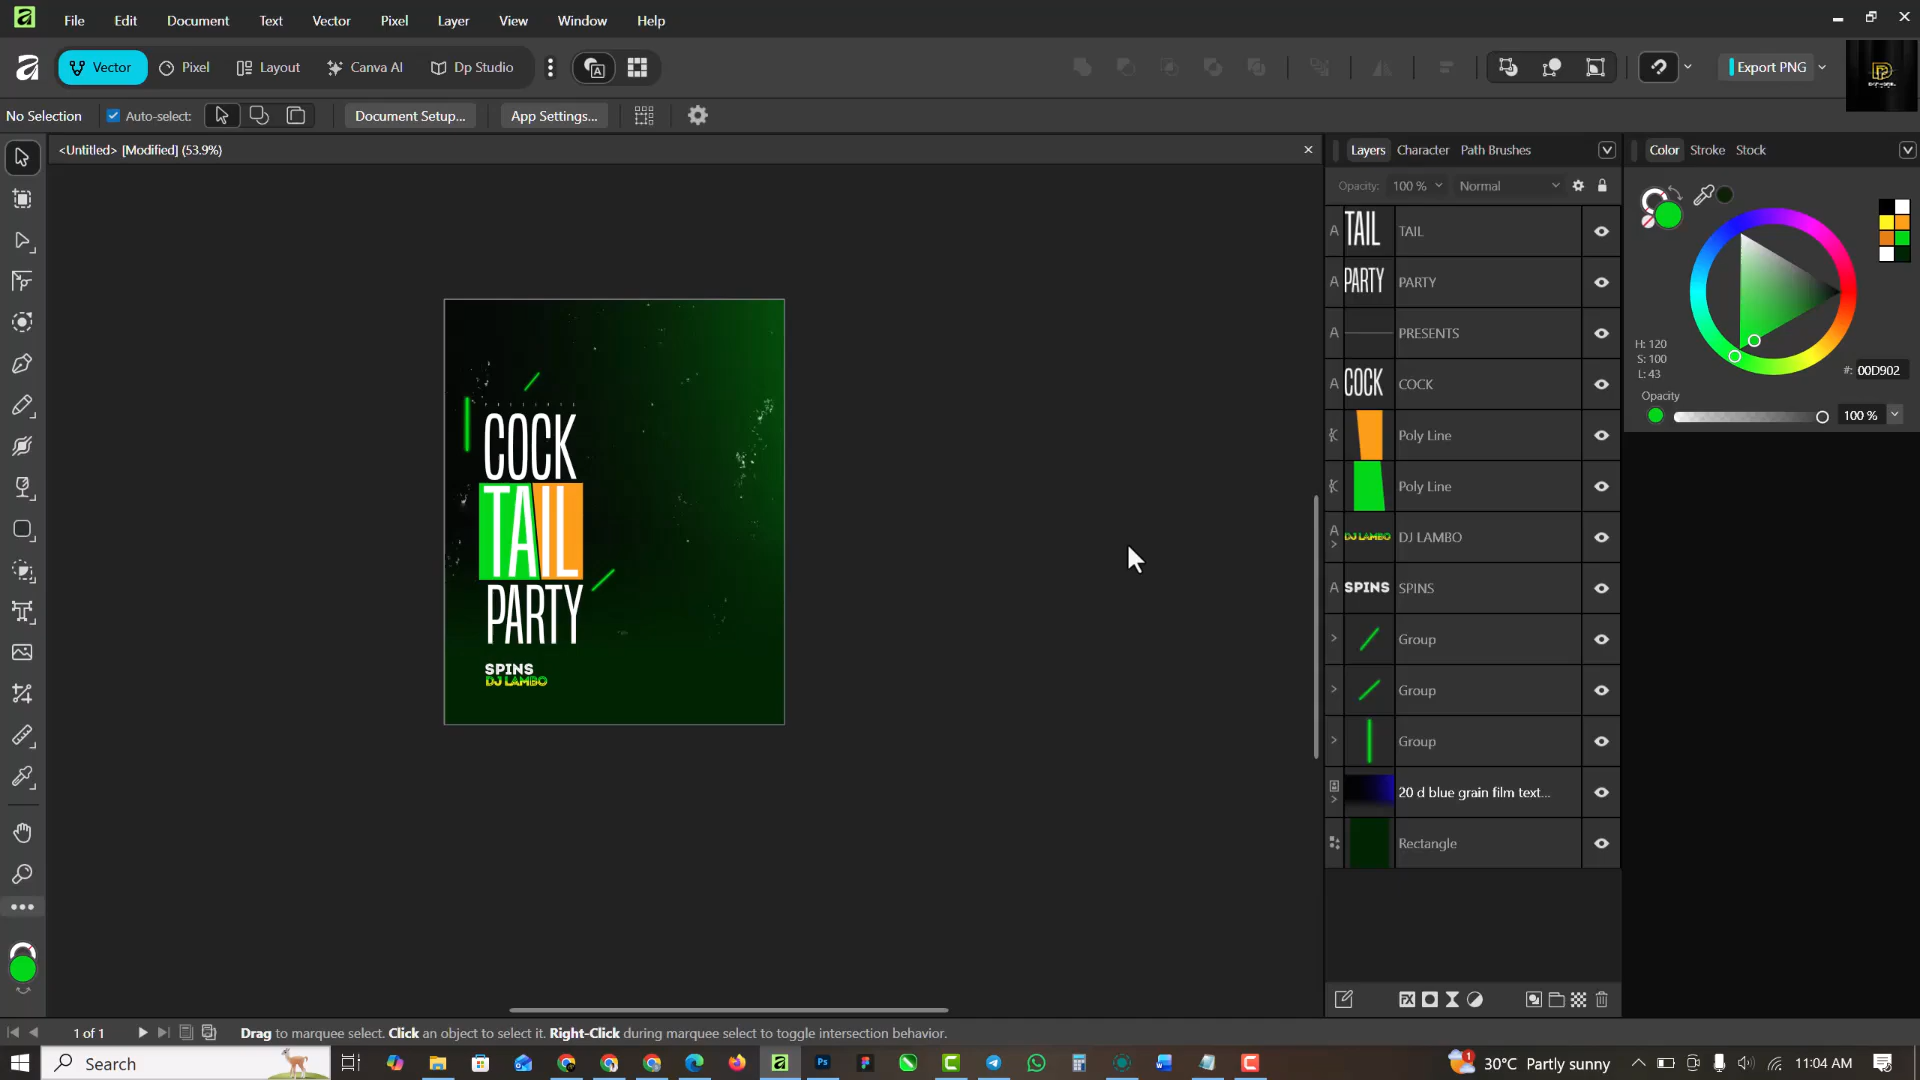 File Edit Document Text Vector Pixel Layer View Window Help
Vector Pixel Layout Canva AI Dp Studio Export PNG
No Selection Auto-select: Document Setup... App Settings...
<Untitled> [Modified] (53.9%)
Layers Character Path Brushes
Color Stroke Stock
Opacity: 100 % Normal
TAIL TAIL
PARTY PARTY
PRESENTS
COCK COCK
Poly Line
Poly Line
DJ LAMBO DJ LAMBO
SPINS SPINS
Group
Group
Group
20 d blue grain film text...
Rectangle
H: 120
S: 100
L: 43
#: 00D902
Opacity
100 %
COCK
TAIL
PARTY
SPINS
DJ LAMBO
1 of 1 Drag to marquee select. Click an object to select it. Right-Click during marquee select to toggle intersection behavior.
Search 30°C Partly sunny 11:04 AM